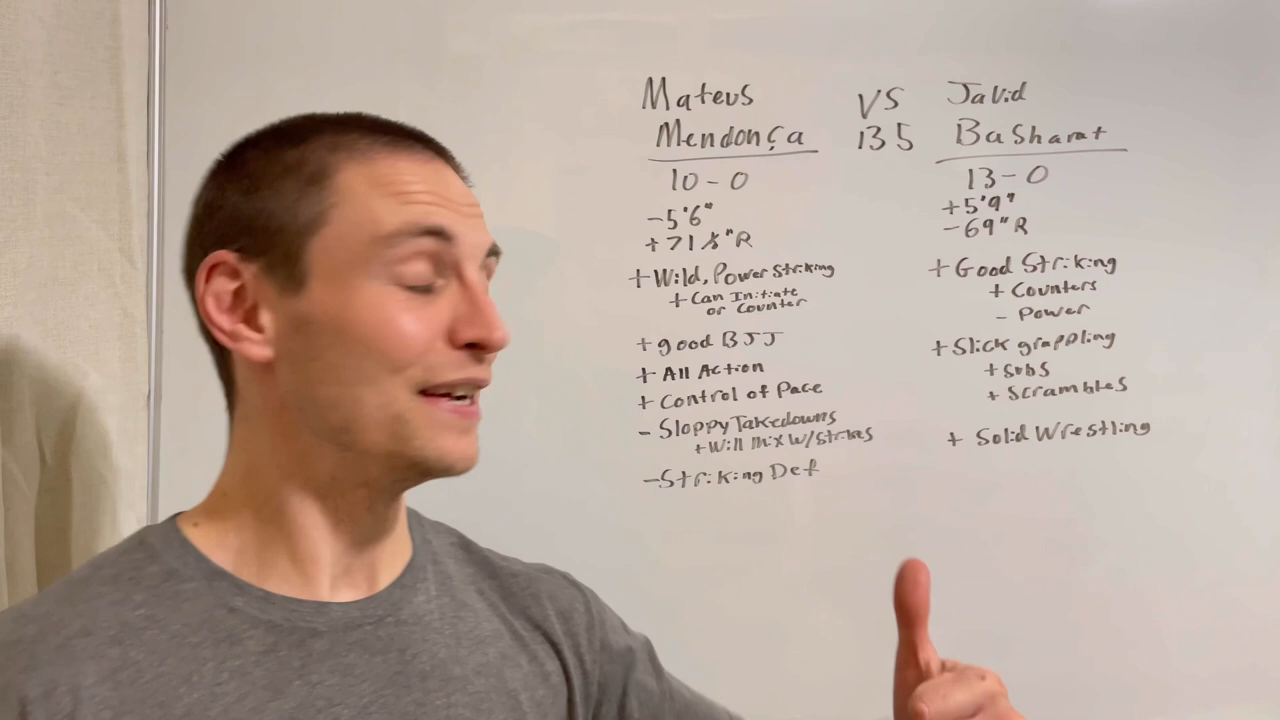 Mateus
Mendonça
10-0
-5'6"
+71 "R
+Wild, Power Striking
+Can Initiate
or Counter
+good BJJ
+All Action
+Control of Pace
-Sloppy Takedowns
+Will mix w/strikes
-Striking Def
VS
135
Javid
Basharat
13-0
+5'9"
-69"R
+Good Striking
+Counters
-Power
+Slick grappling
+Subs
+Scrambles
+Solid Wrestling